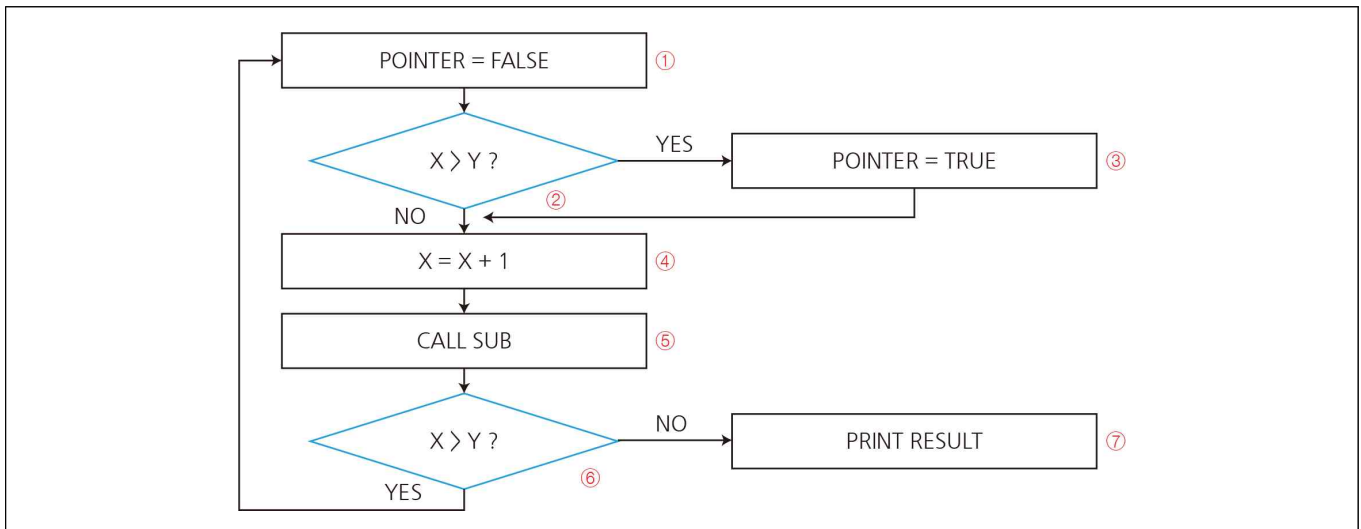 POINTER = FALSE ①
X > Y ? YES POINTER = TRUE ③
②
NO
X = X + 1 ④
CALL SUB ⑤
X > Y ? NO PRINT RESULT ⑦
⑥
YES